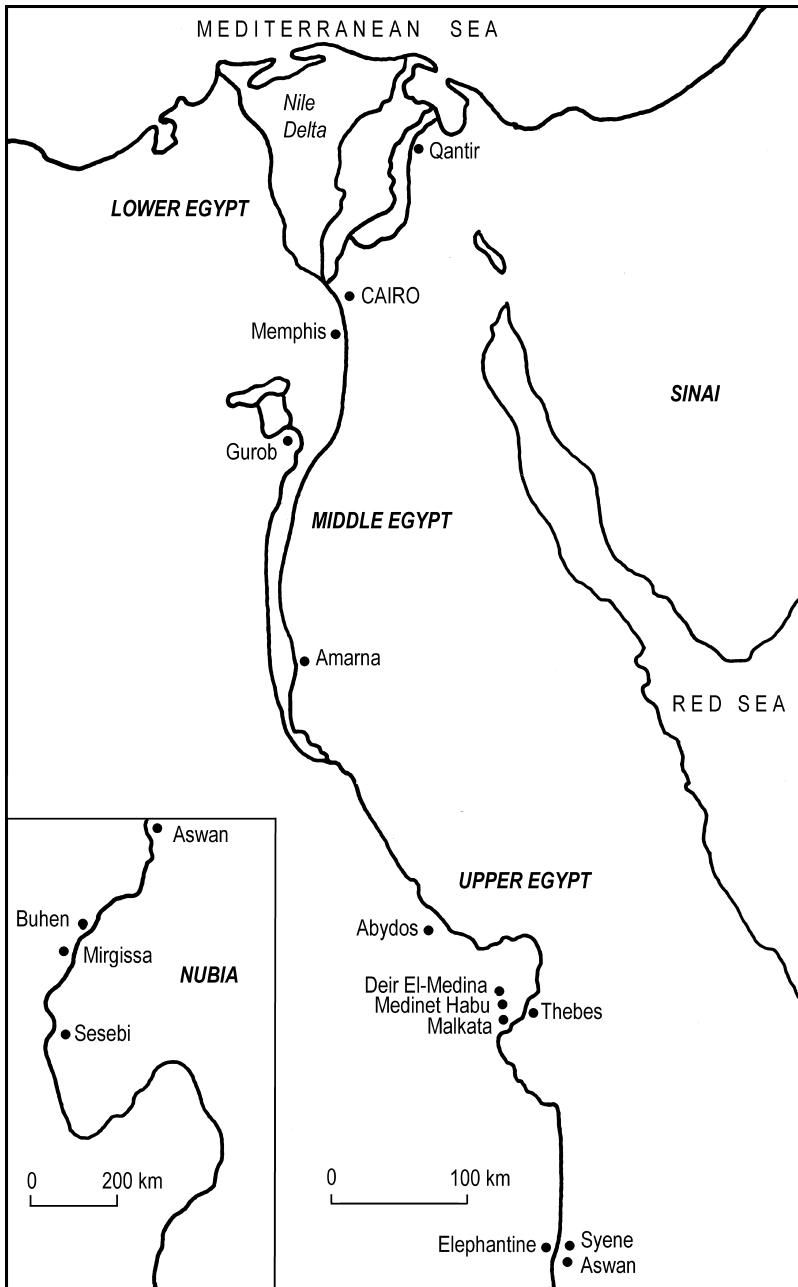 MEDITERRANEAN SEA
Nile
Delta
Qantir
LOWER EGYPT
CAIRO
Memphis
SINAI
Gurob
MIDDLE EGYPT
Amarna
RED SEA
Aswan
UPPER EGYPT
Buhen
Abydos
Mirgissa
NUBIA
Deir El-Medina
Medinet Habu
Thebes
Malkata
Sesebi
0 200 km
0 100 km
Elephantine
Syene
Aswan